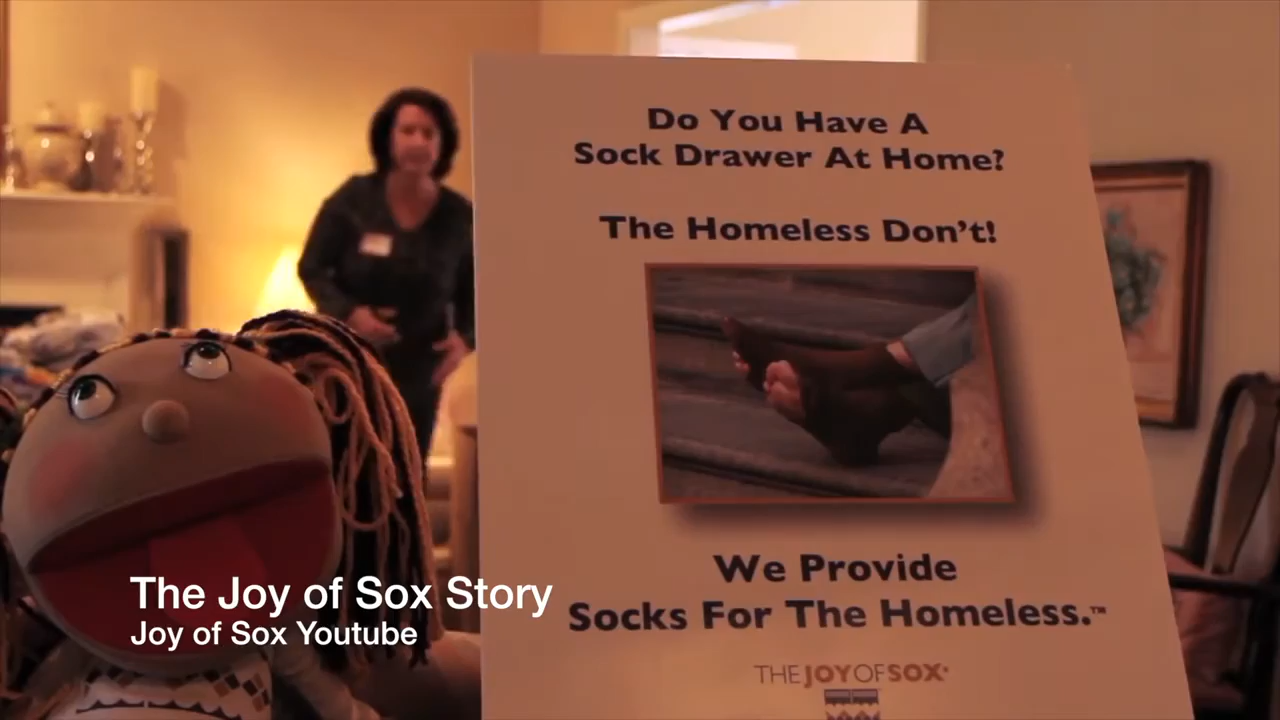 Do You Have A
Sock Drawer At Home?
The Homeless Don't!
We Provide
Socks For The Homeless.™
THE JOY OF SOX®
The Joy of Sox Story
Joy of Sox Youtube